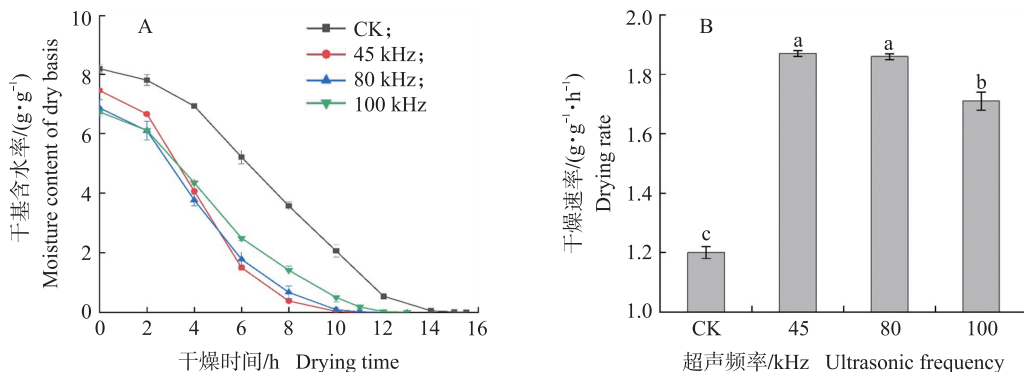 A
CK;
45 kHz;
80 kHz;
100 kHz
10
8
6
4
2
0
0 2 4 6 8 10 12 14 16
干基含水率/(g·g⁻¹)
Moisture content of dry basis
干燥时间/h Drying time
B
a
a
b
c
2.0
1.8
1.6
1.4
1.2
1.0
CK 45 80 100
干燥速率/(g·g⁻¹·h⁻¹)
Drying rate
超声频率/kHz Ultrasonic frequency